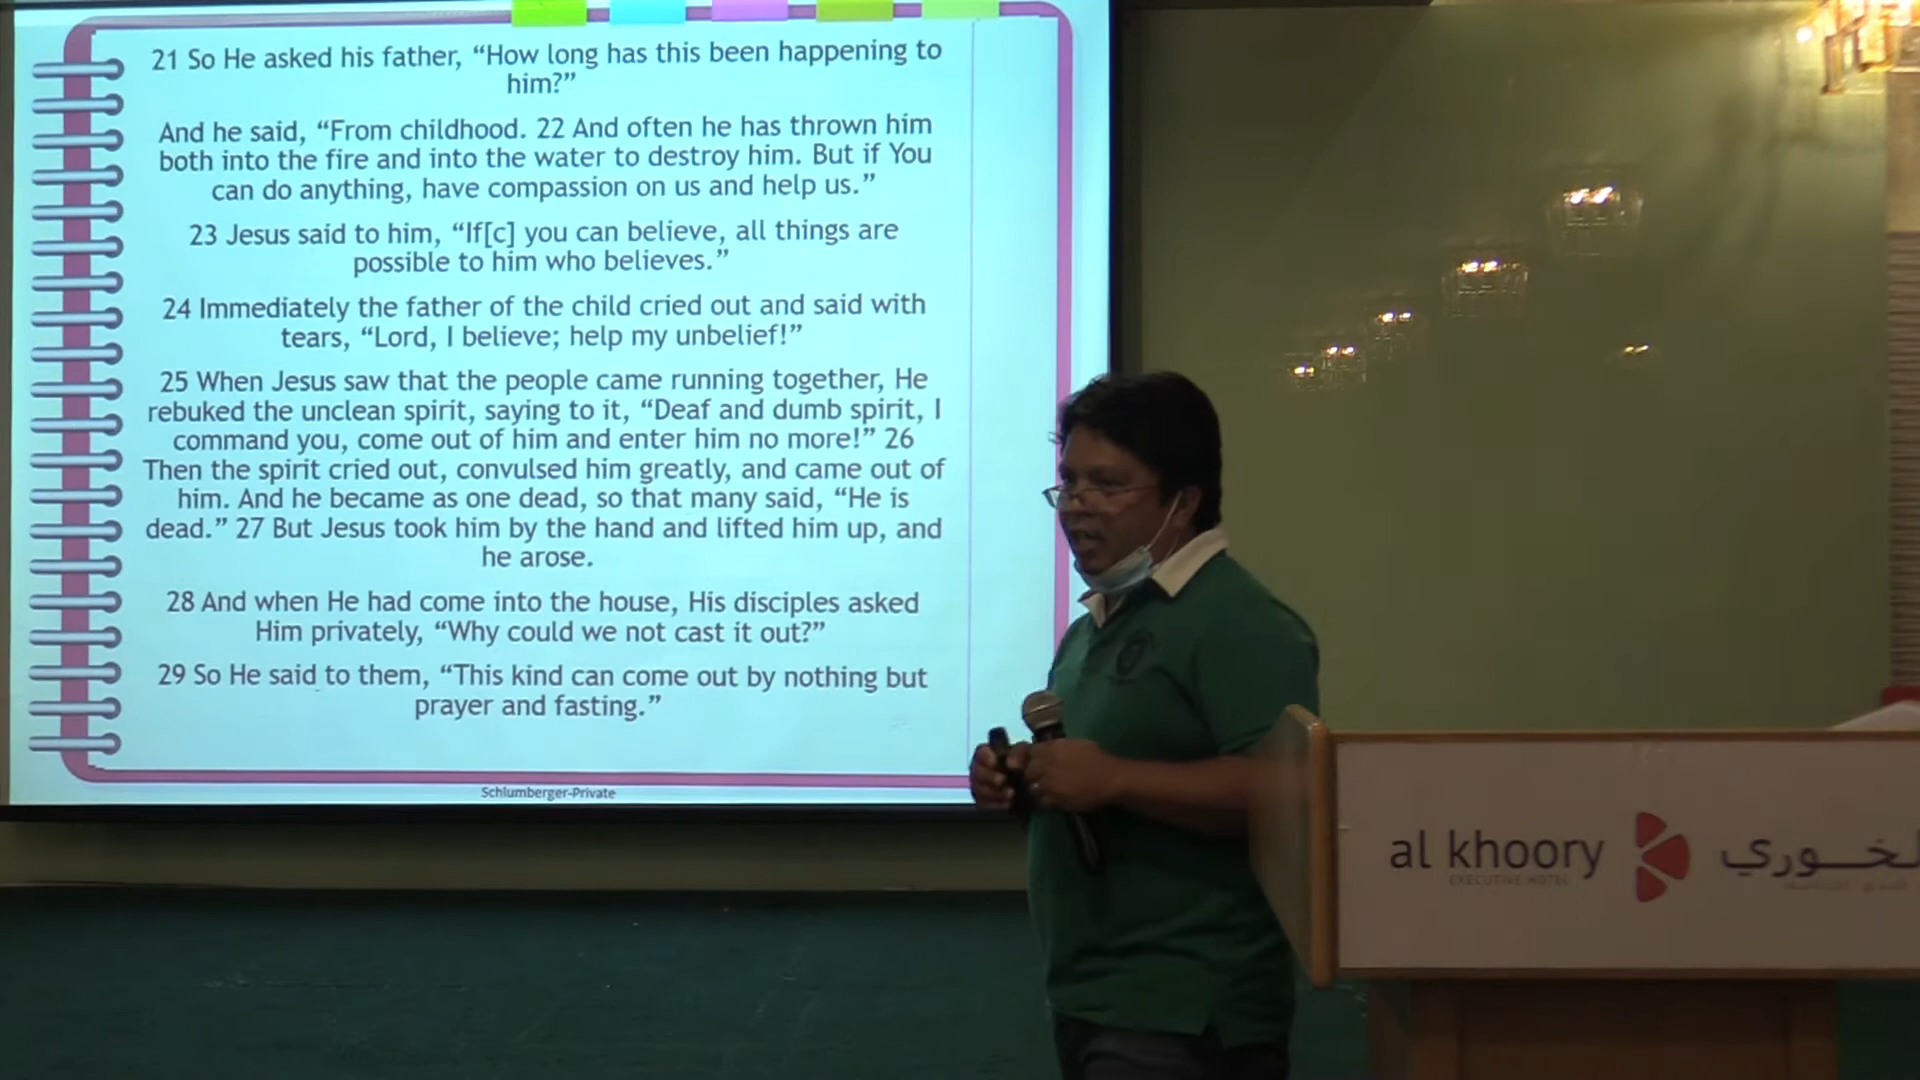 21 So He asked his father, “How long has this been happening to
him?”
And he said, “From childhood. 22 And often he has thrown him
both into the fire and into the water to destroy him. But if You
can do anything, have compassion on us and help us.”
23 Jesus said to him, “If[c] you can believe, all things are
possible to him who believes.”
24 Immediately the father of the child cried out and said with
tears, “Lord, I believe; help my unbelief!”
25 When Jesus saw that the people came running together, He
rebuked the unclean spirit, saying to it, “Deaf and dumb spirit, I
command you, come out of him and enter him no more!” 26
Then the spirit cried out, convulsed him greatly, and came out of
him. And he became as one dead, so that many said, “He is
dead.” 27 But Jesus took him by the hand and lifted him up, and
he arose.
28 And when He had come into the house, His disciples asked
Him privately, “Why could we not cast it out?”
29 So He said to them, “This kind can come out by nothing but
prayer and fasting.”
Schlumberger-Private
al khoory
EXECUTIVE HOTEL
لخوري